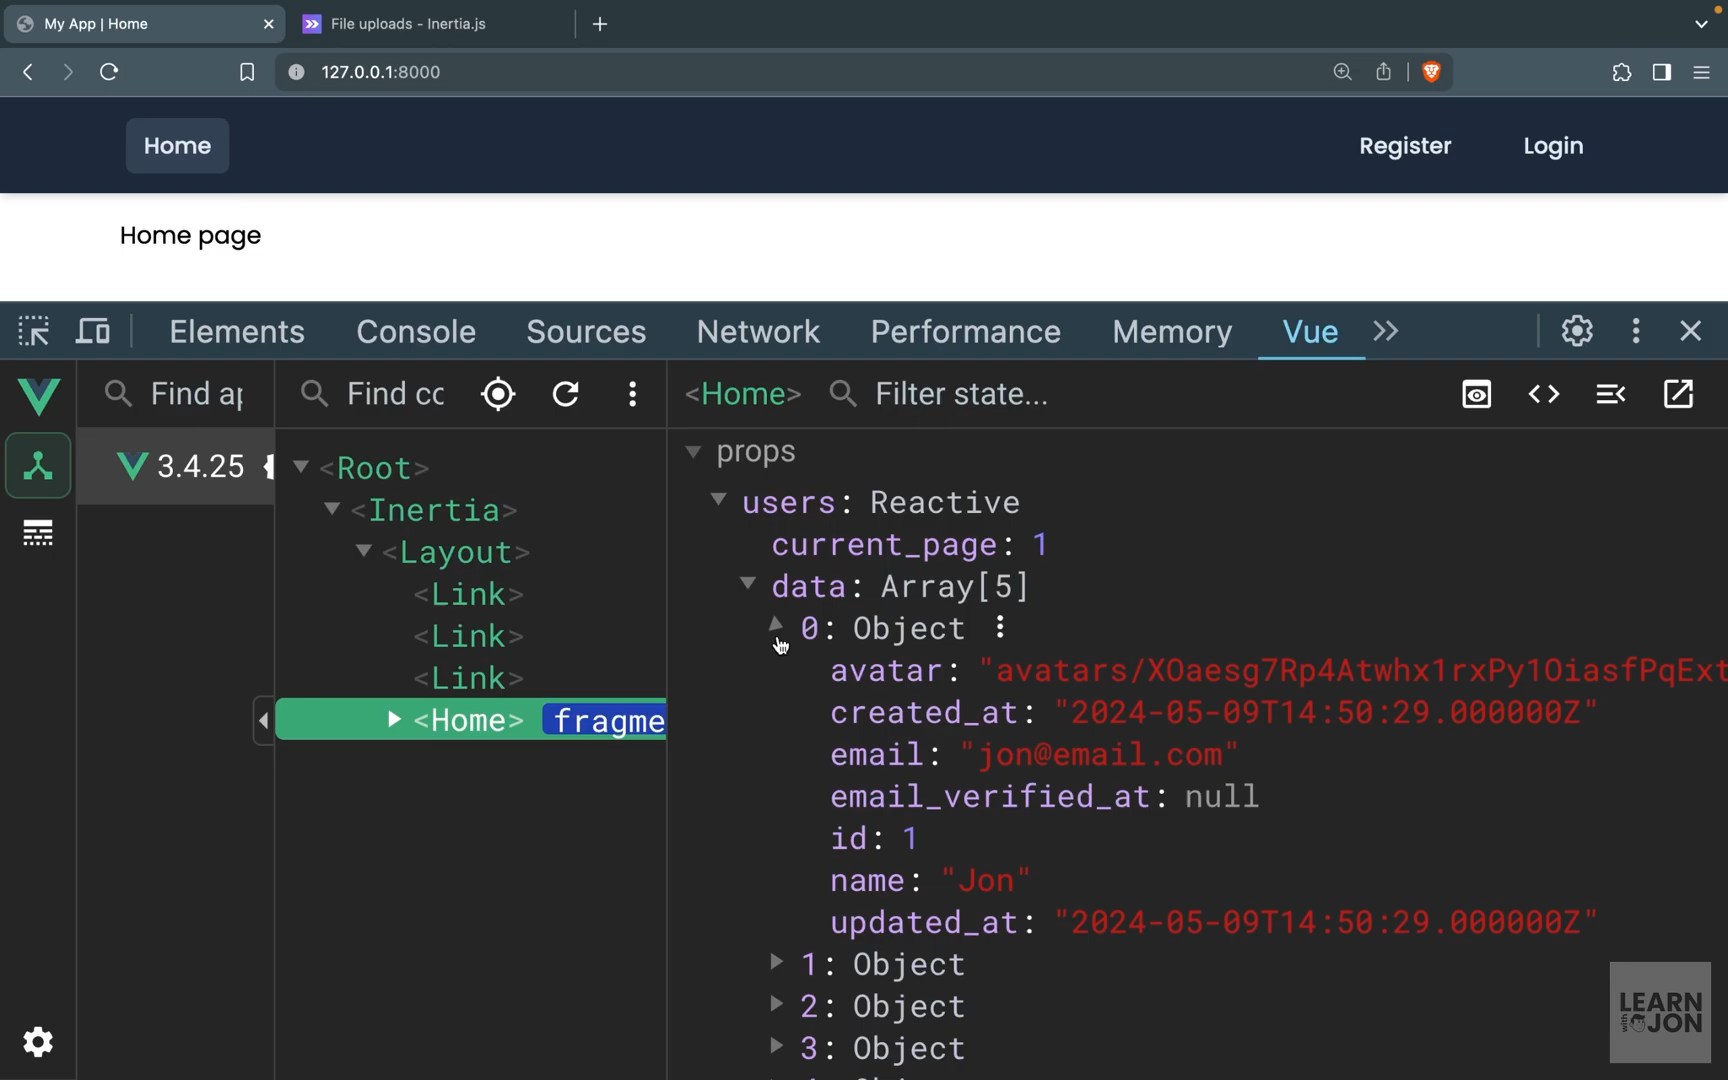 My App | Home
File uploads - Inertia.js
127.0.0.1:8000
Home
Register
Login
Home page
Elements
Console
Sources
Network
Performance
Memory
Vue
Find
Find
<Home>
Filter state...
3.4.25
<Root>
<Inertia>
<Layout>
<Link>
<Link>
<Link>
<Home> fragme
props
users: Reactive
current_page: 1
data: Array[5]
0: Object
avatar: "avatars/XOaesg7Rp4Atwhx1rxPy1OiasfPqExt
created_at: "2024-05-09T14:50:29.000000Z"
email: "jon@email.com"
email_verified_at: null
id: 1
name: "Jon"
updated_at: "2024-05-09T14:50:29.000000Z"
1: Object
2: Object
3: Object
LEARN
with JON